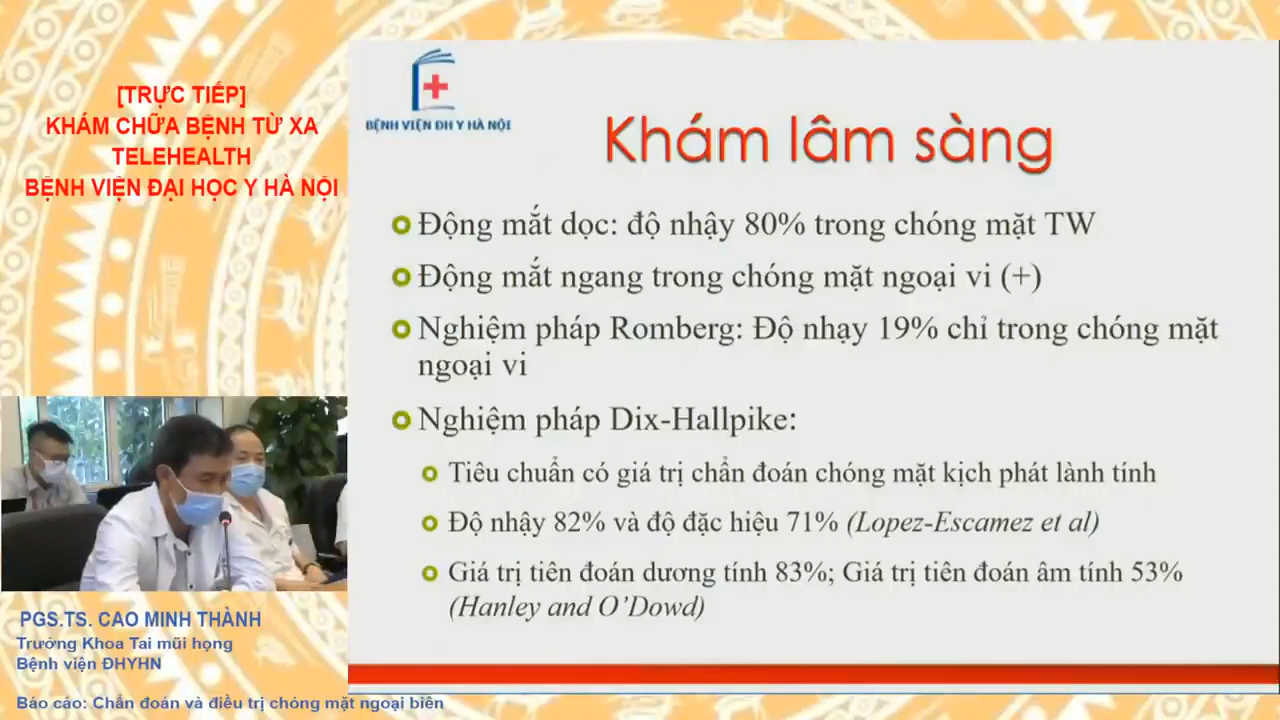 [TRỰC TIẾP]
KHÁM CHỮA BỆNH TỪ XA
TELEHEALTH
BỆNH VIỆN ĐẠI HỌC Y HÀ NỘI
BỆNH VIỆN ĐH Y HÀ NỘI
Khám lâm sàng
Động mắt dọc: độ nhậy 80% trong chóng mặt TW
Động mắt ngang trong chóng mặt ngoại vi (+)
Nghiệm pháp Romberg: Độ nhạy 19% chỉ trong chóng mặt
ngoại vi
Nghiệm pháp Dix-Hallpike:
Tiêu chuẩn có giá trị chẩn đoán chóng mặt kịch phát lành tính
Độ nhậy 82% và độ đặc hiệu 71% (Lopez-Escamez et al)
Giá trị tiên đoán dương tính 83%; Giá trị tiên đoán âm tính 53%
(Hanley and O’Dowd)
PGS.TS. CAO MINH THÀNH
Trưởng Khoa Tai mũi họng
Bệnh viện ĐHYHN
Báo cáo: Chẩn đoán và điều trị chóng mặt ngoại biên